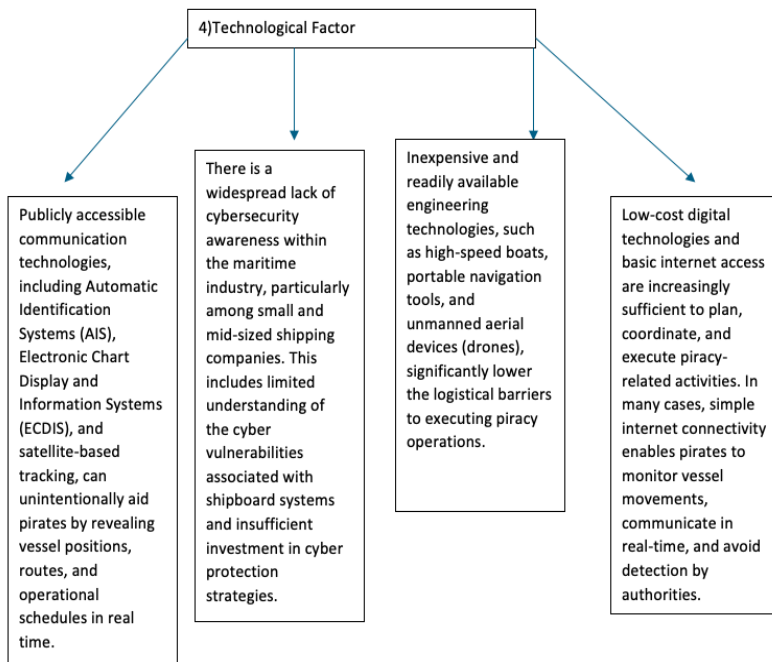 4)Technological Factor
Publicly accessible
communication
technologies,
including Automatic
Identification
Systems (AIS),
Electronic Chart
Display and
Information Systems
(ECDIS), and
satellite-based
tracking, can
unintentionally aid
pirates by revealing
vessel positions,
routes, and
operational
schedules in real
time.
There is a
widespread lack of
cybersecurity
awareness within
the maritime
industry, particularly
among small and
mid-sized shipping
companies. This
includes limited
understanding of
the cyber
vulnerabilities
associated with
shipboard systems
and insufficient
investment in cyber
protection
strategies.
Inexpensive and
readily available
engineering
technologies, such
as high-speed boats,
portable navigation
tools, and
unmanned aerial
devices (drones),
significantly lower
the logistical barriers
to executing piracy
operations.
Low-cost digital
technologies and
basic internet access
are increasingly
sufficient to plan,
coordinate, and
execute piracy-
related activities. In
many cases, simple
internet connectivity
enables pirates to
monitor vessel
movements,
communicate in
real-time, and avoid
detection by
authorities.